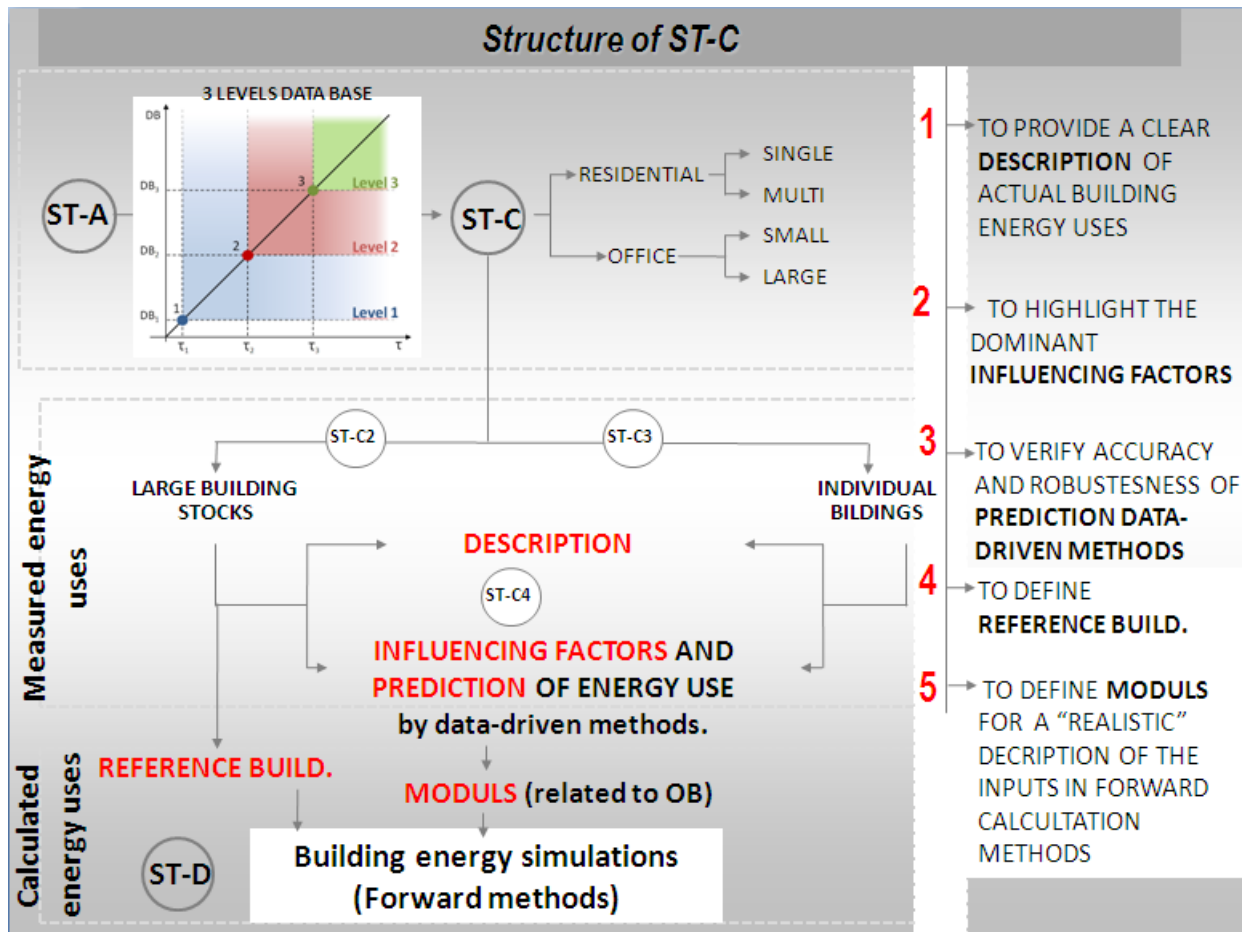 Structure of ST-C
3 LEVELS DATA BASE
DB
DB3
DB2
DB1
3
2
1
Level 3
Level 2
Level 1
τ1
τ2
τ3
τ
ST-A
ST-C
RESIDENTIAL
SINGLE
MULTI
OFFICE
SMALL
LARGE
Measured energy
uses
ST-C2
ST-C3
LARGE BUILDING
STOCKS
INDIVIDUAL
BILDINGS
DESCRIPTION
ST-C4
INFLUENCING FACTORS AND
PREDICTION OF ENERGY USE
by data-driven methods.
Calculated
energy uses
REFERENCE BUILD.
MODULS (related to OB)
ST-D
Building energy simulations
(Forward methods)
1
TO PROVIDE A CLEAR
DESCRIPTION OF
ACTUAL BUILDING
ENERGY USES
2
TO HIGHLIGHT THE
DOMINANT
INFLUENCING FACTORS
3
TO VERIFY ACCURACY
AND ROBUSTESNESS OF
PREDICTION DATA-
DRIVEN METHODS
4
TO DEFINE
REFERENCE BUILD.
5
TO DEFINE MODULS
FOR A “REALISTIC”
DECRIPTION OF THE
INPUTS IN FORWARD
CALCULTATION
METHODS